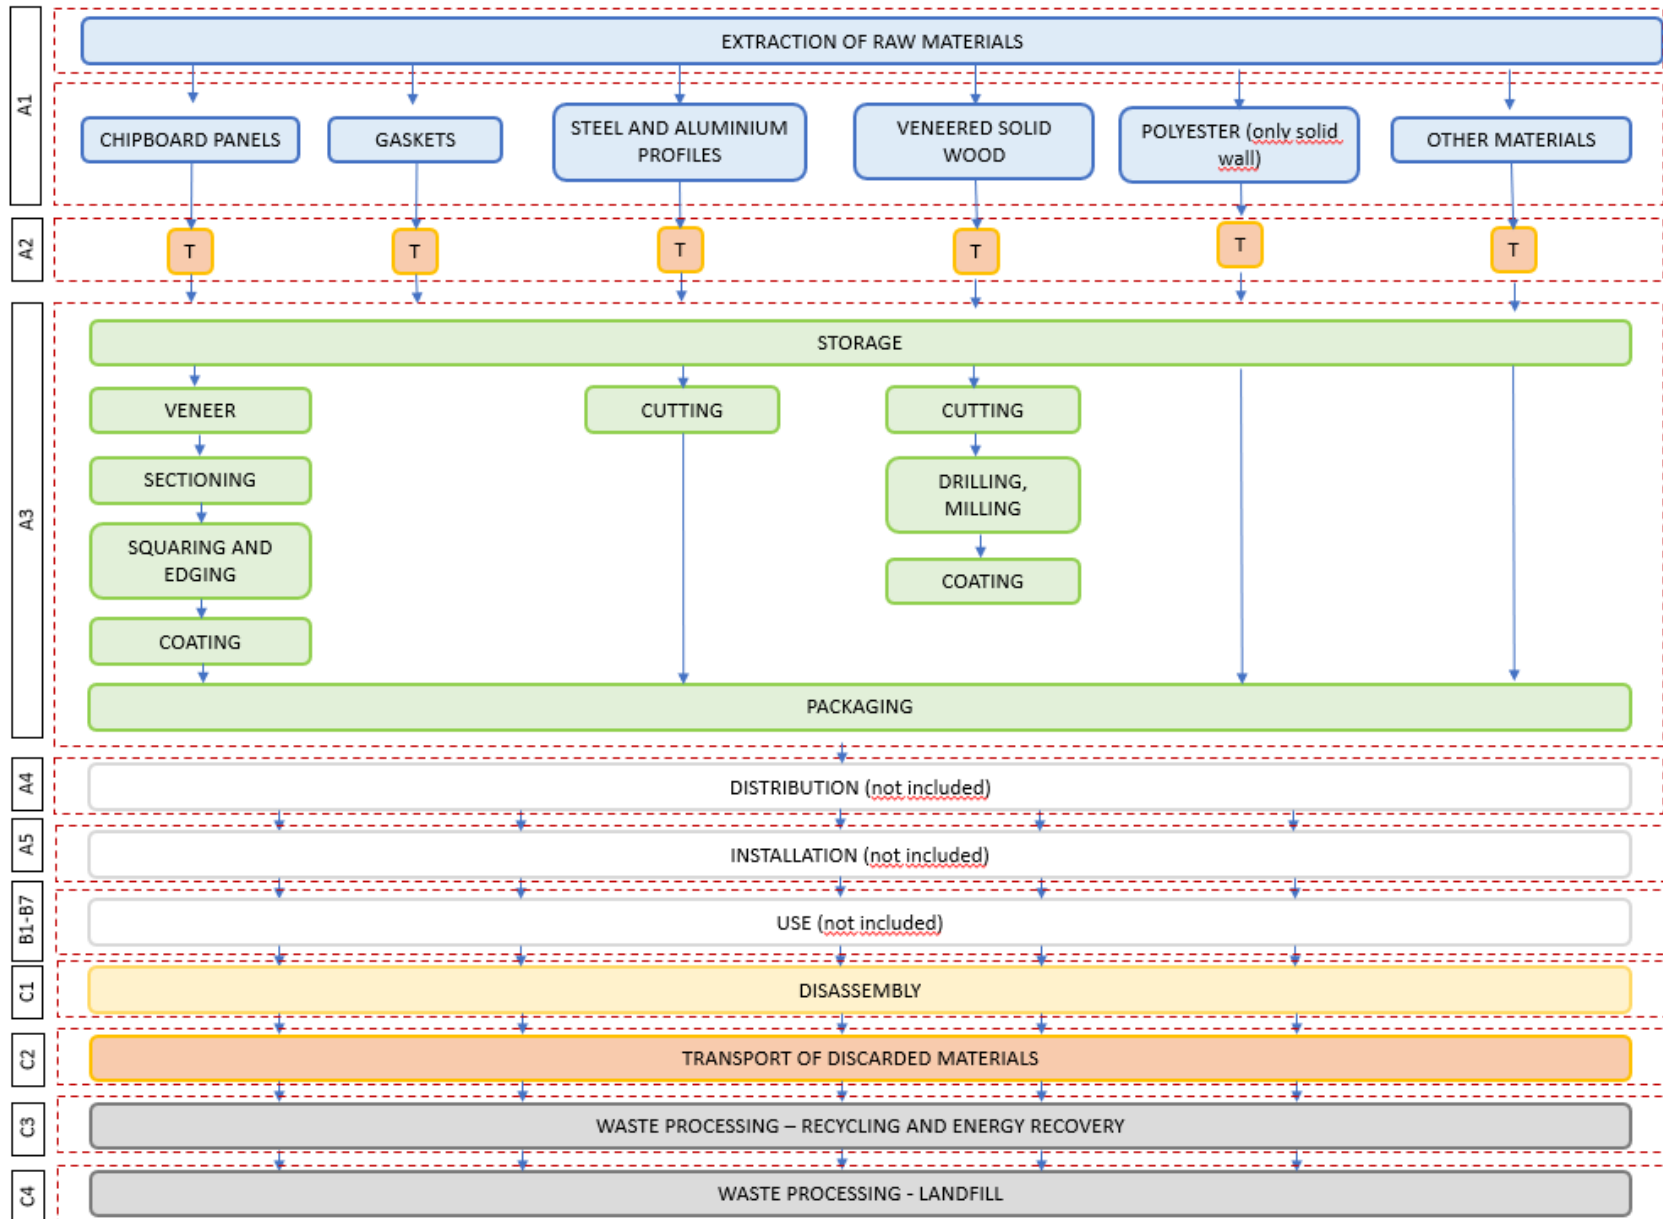 A1
EXTRACTION OF RAW MATERIALS
CHIPBOARD PANELS
GASKETS
STEEL AND ALUMINIUM
PROFILES
VENEERED SOLID
WOOD
POLYESTER (only solid
wall)
OTHER MATERIALS
A2
T
T
T
T
T
T
A3
STORAGE
VENEER
SECTIONING
SQUARING AND
EDGING
COATING
CUTTING
CUTTING
DRILLING,
MILLING
COATING
PACKAGING
A4
DISTRIBUTION (not included)
A5
INSTALLATION (not included)
B1-B7
USE (not included)
C1
DISASSEMBLY
C2
TRANSPORT OF DISCARDED MATERIALS
C3
WASTE PROCESSING – RECYCLING AND ENERGY RECOVERY
C4
WASTE PROCESSING - LANDFILL